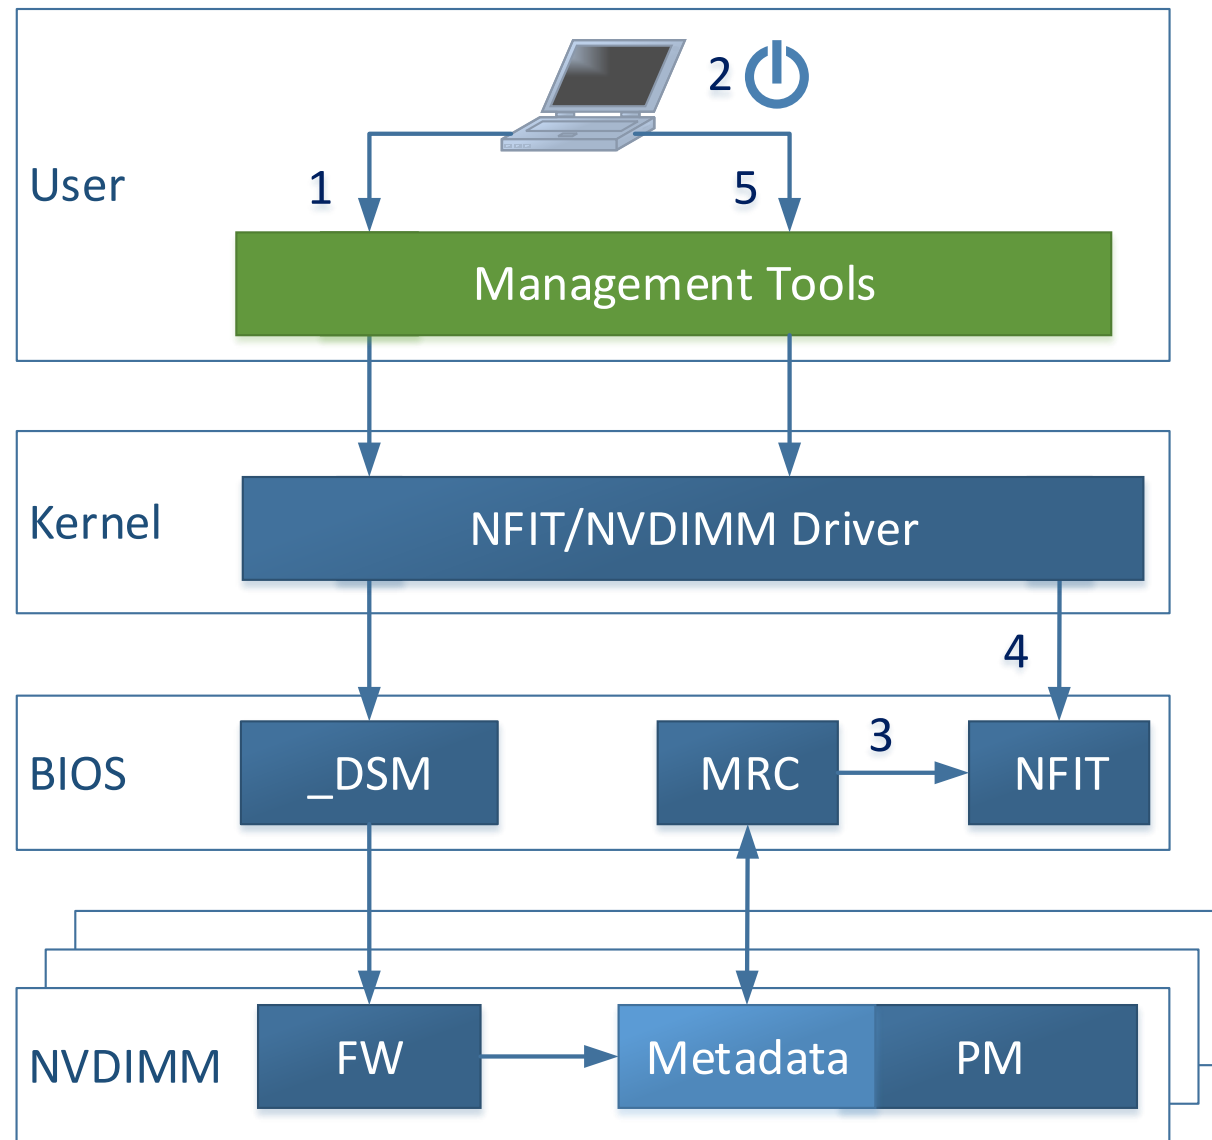 2
User
1
5
Management Tools
Kernel
NFIT/NVDIMM Driver
4
BIOS
_DSM
MRC
3
NFIT
NVDIMM
FW
Metadata
PM